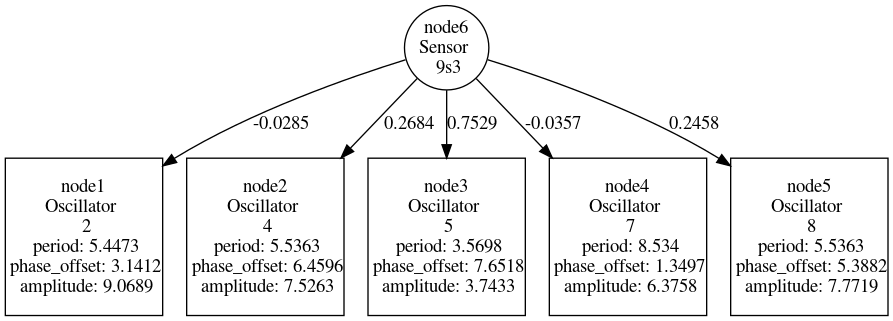 node6
Sensor
9s3
-0.0285
0.2684
0.7529
-0.0357
0.2458
node1
Oscillator
2
period: 5.4473
phase_offset: 3.1412
amplitude: 9.0689
node2
Oscillator
4
period: 5.5363
phase_offset: 6.4596
amplitude: 7.5263
node3
Oscillator
5
period: 3.5698
phase_offset: 7.6518
amplitude: 3.7433
node4
Oscillator
7
period: 8.534
phase_offset: 1.3497
amplitude: 6.3758
node5
Oscillator
8
period: 5.5363
phase_offset: 5.3882
amplitude: 7.7719